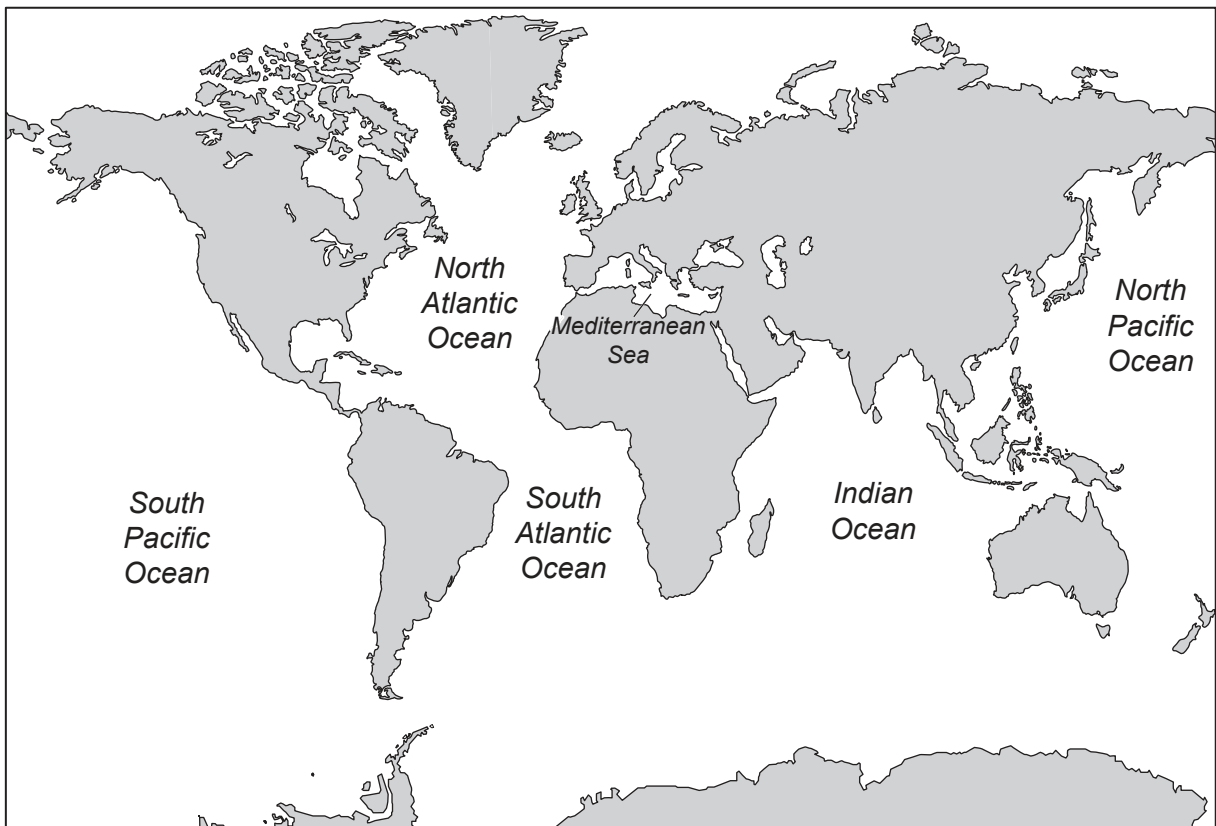 North
Atlantic
Ocean
Mediterranean
Sea
North
Pacific
Ocean
South
Pacific
Ocean
South
Atlantic
Ocean
Indian
Ocean